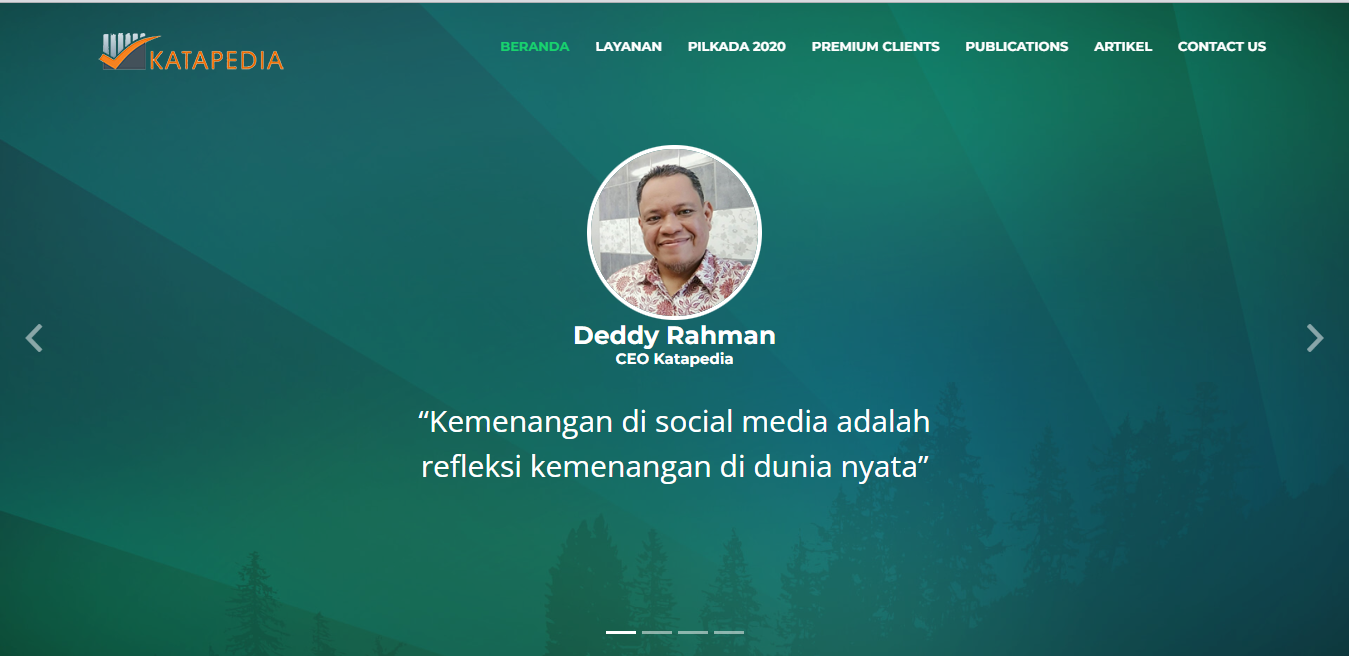 KATAPEDIA
BERANDA LAYANAN PILKADA 2020 PREMIUM CLIENTS PUBLICATIONS ARTIKEL CONTACT US
Deddy Rahman
CEO Katapedia
“Kemenangan di social media adalah
refleksi kemenangan di dunia nyata”